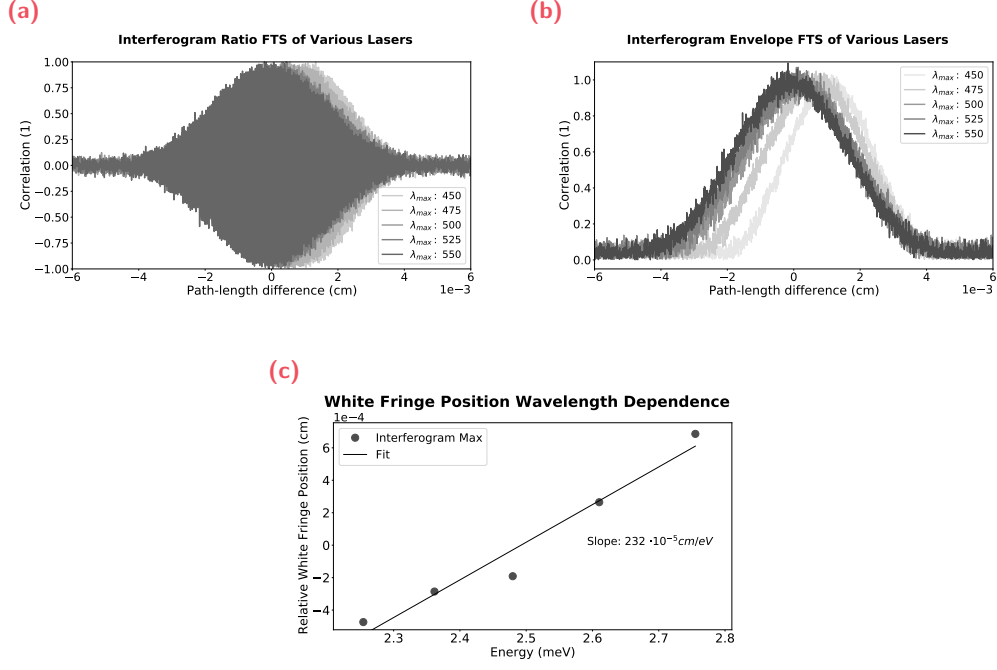 (a)
Interferogram Ratio FTS of Various Lasers
1.00
0.75
0.50
0.25
0.00
−0.25
−0.50
−0.75
−1.00
Correlation (1)
λmax: 450
λmax: 475
λmax: 500
λmax: 525
λmax: 550
−6 −4 −2 0 2 4 6
1e−3
Path-length difference (cm)
(b)
Interferogram Envelope FTS of Various Lasers
1.0
0.8
0.6
0.4
0.2
0.0
Correlation (1)
λmax: 450
λmax: 475
λmax: 500
λmax: 525
λmax: 550
−6 −4 −2 0 2 4 6
1e−3
Path-length difference (cm)
(c)
White Fringe Position Wavelength Dependence
1e−4
Interferogram Max
Fit
6
4
2
0
−2
−4
Relative White Fringe Position (cm)
Slope: 232 ·10−5cm/eV
2.3 2.4 2.5 2.6 2.7 2.8
Energy (meV)